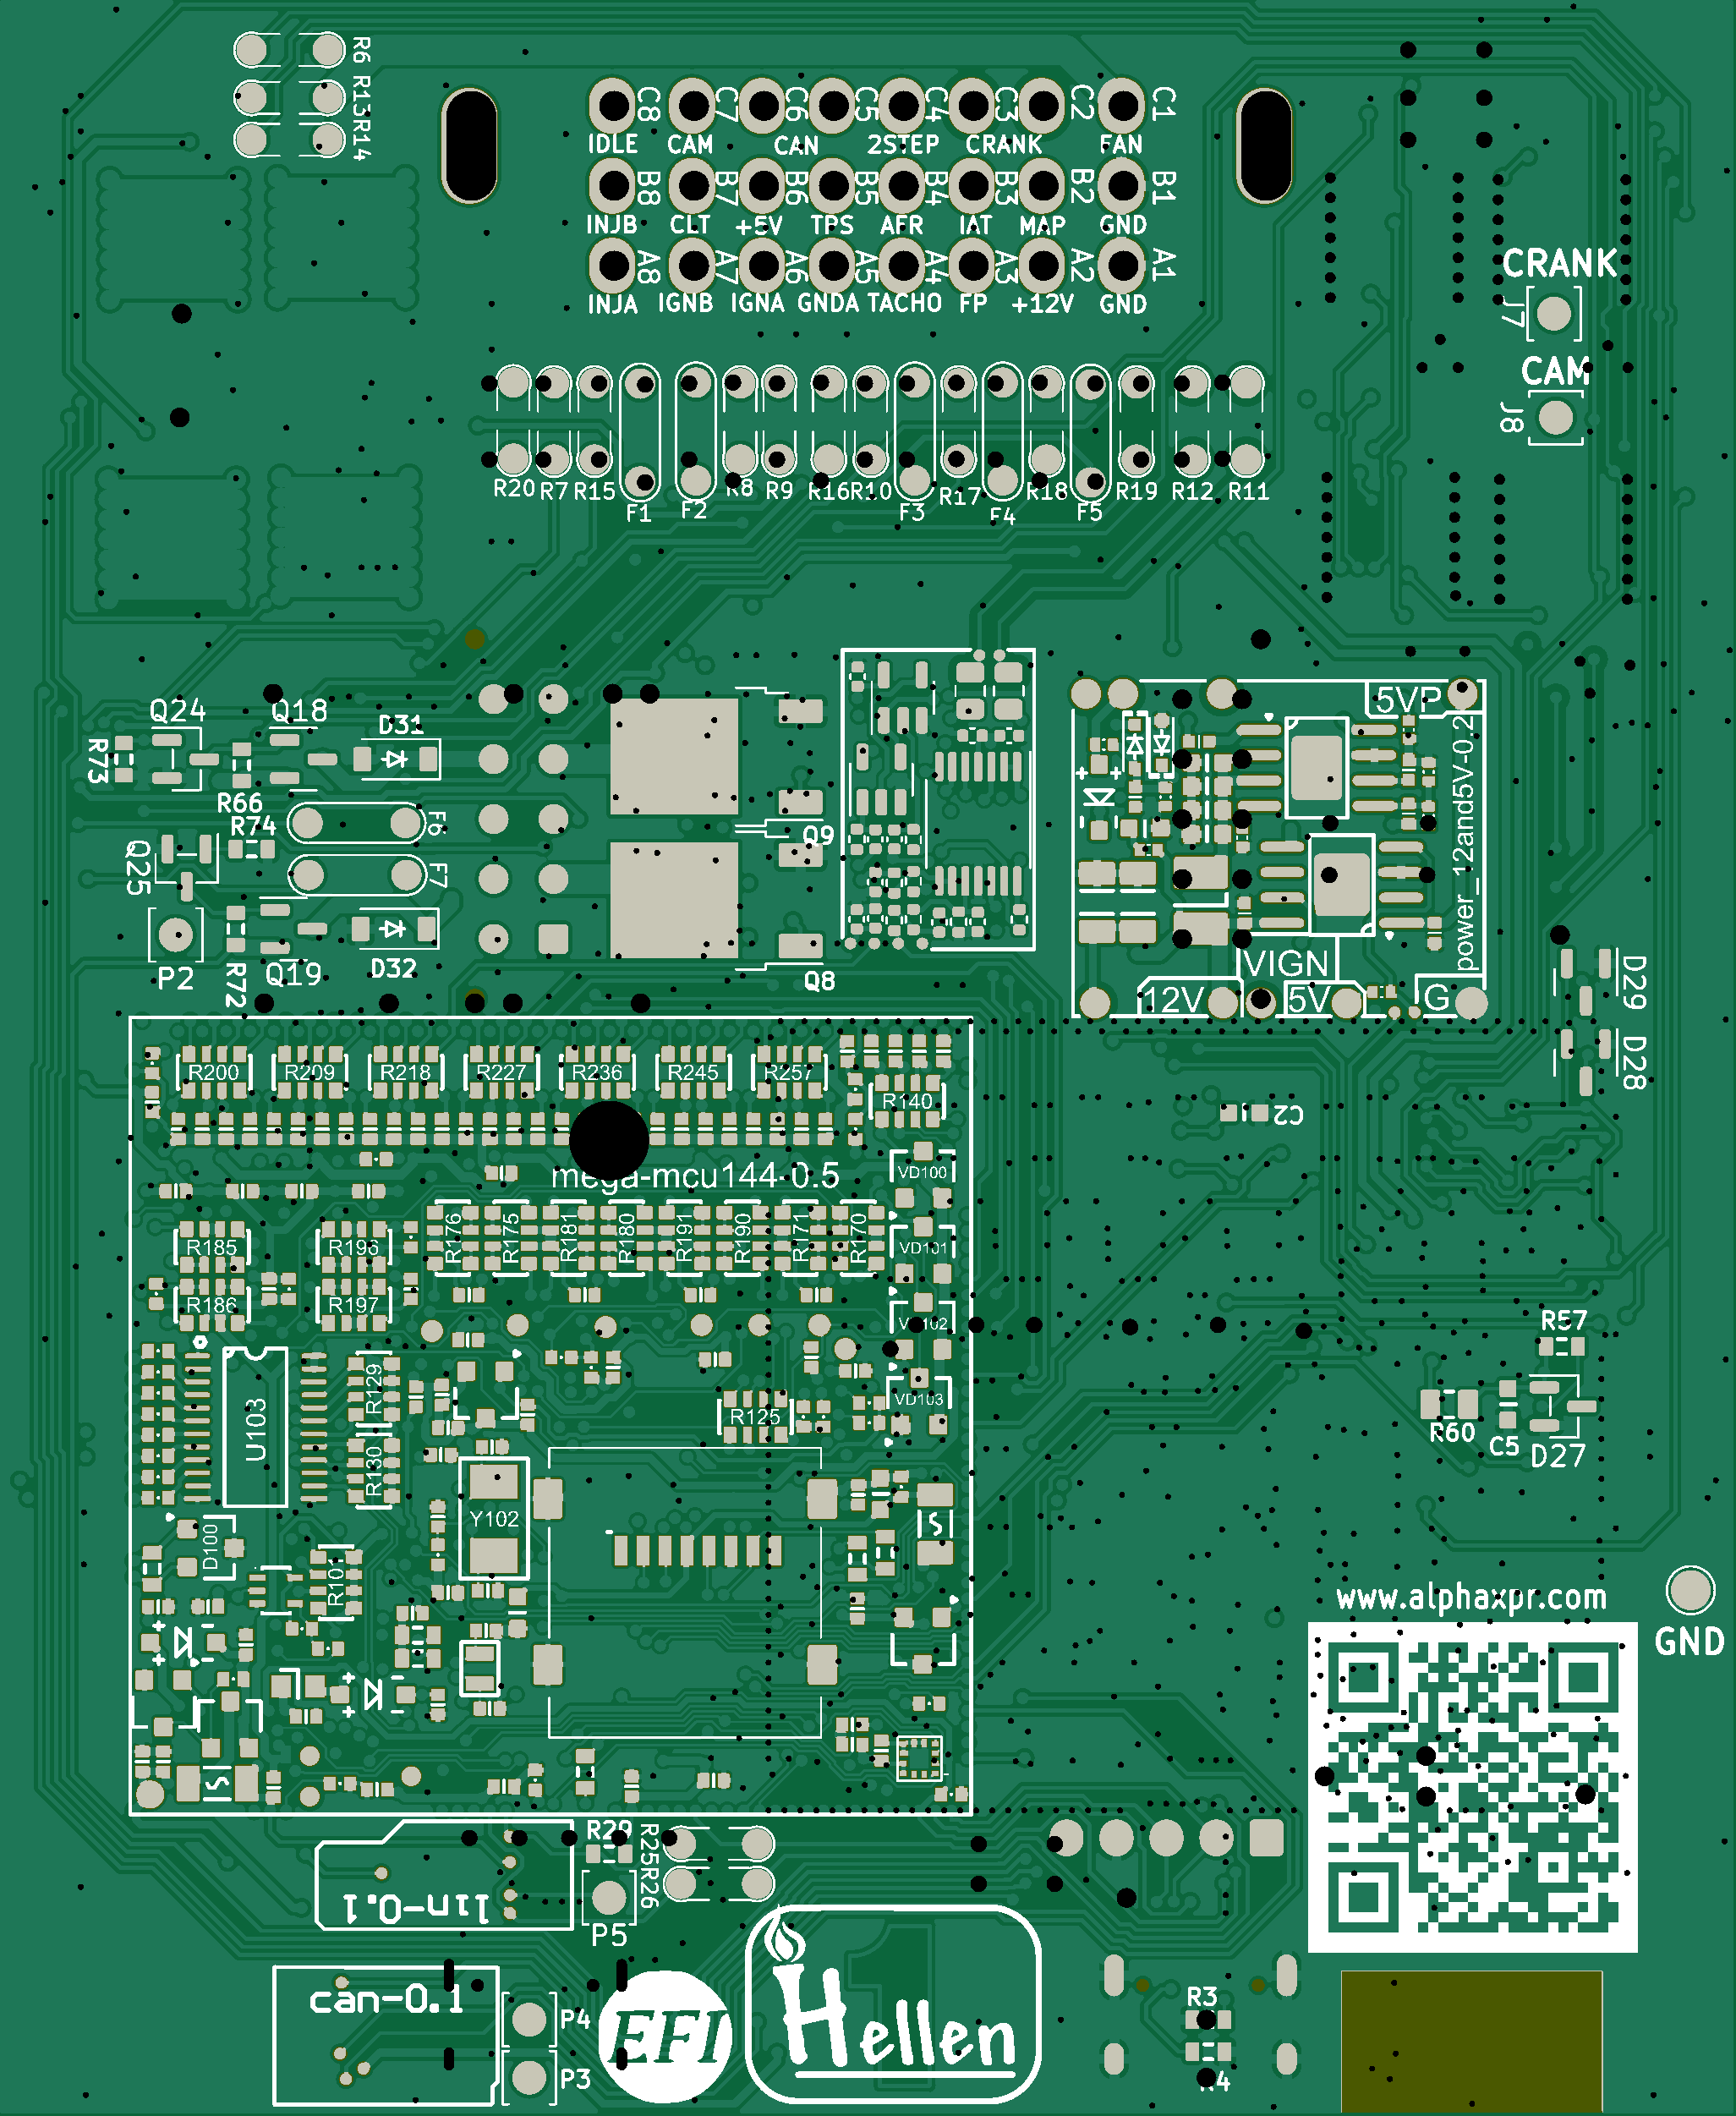 R6
R13R14
C8 C7 C6 C5 C4 C3 C2 C1
IDLE CAM CAN 2STEP CRANK FAN
B8 B7 B6 B5 B4 B3 B2 B1
INJB CLT +5V TPS AFR IAT MAP GND
A8 A7 A6 A5 A4 A3 A2 A1
INJA IGNB IGNA GNDA TACHO FP +12V GND
CRANK
J7
CAM
J8
R20 R7 R15 F1 F2 R8 R9 R16R10 F3 R17 F4 R18 F5 R19 R12 R11
Q24 Q18 D31
R73
R66
R74
F6
Q25
F7
P2
R72
Q19
D32
Q9
Q8
5VP
power_12and5V-0.2
VIGN
12V 5V G
D29
D28
C2
R200 R209 R218 R227 R236 R245 R257
R140
mega-mcu144-0.5
VD100
R176 R175 R181 R180 R191 R190 R171 R170
R185 R196
VD101
R186 R197
R129
VD103
R125
U103
R130
Y102
D100
R101
S
S
R57
R60 C5 D27
www.alphaxpr.com
GND
lin-0.1
R29
R25R26
P5
can-0.1
P4
P3
EFI
1
Hellen
R3
R4